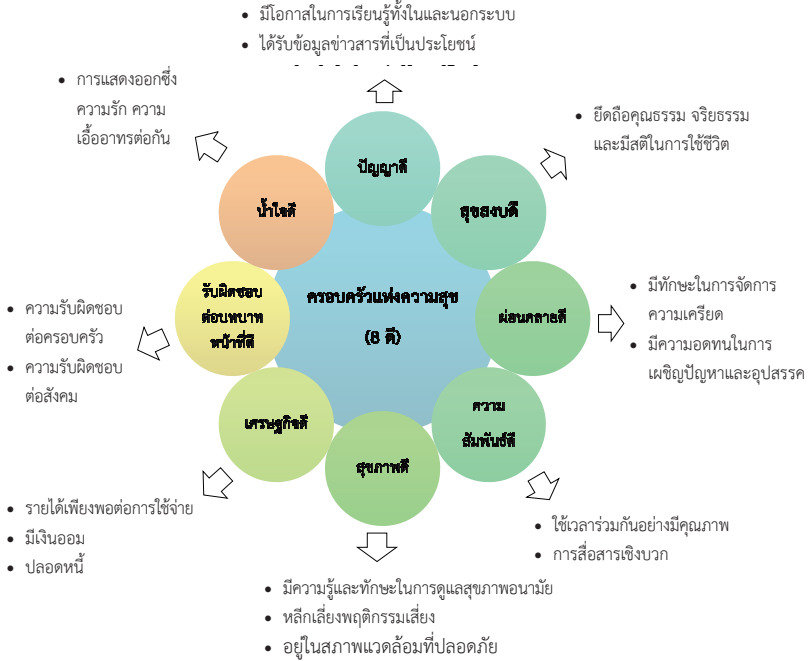 • มีโอกาสในการเรียนรู้ทั้งในและนอกระบบ
• ได้รับข้อมูลข่าวสารที่เป็นประโยชน์
• การแสดงออกซึ่ง
ความรัก ความ
เอื้ออาทรต่อกัน
• ยึดถือคุณธรรม จริยธรรม
และมีสติในการใช้ชีวิต
ปัญญาดี
น้ำใจดี
สุขสงบดี
รับผิดชอบ
ต่อบทบาท
หน้าที่ดี
ครอบครัวแห่งความสุข
(8 ดี)
ผ่อนคลายดี
• ความรับผิดชอบ
ต่อครอบครัว
• ความรับผิดชอบ
ต่อสังคม
• มีทักษะในการจัดการ
ความเครียด
• มีความอดทนในการ
เผชิญปัญหาและอุปสรรค
เศรษฐกิจดี
ความ
สัมพันธ์ดี
สุขภาพดี
• รายได้เพียงพอต่อการใช้จ่าย
• มีเงินออม
• ปลอดหนี้
• ใช้เวลาร่วมกันอย่างมีคุณภาพ
• การสื่อสารเชิงบวก
• มีความรู้และทักษะในการดูแลสุขภาพอนามัย
• หลีกเลี่ยงพฤติกรรมเสี่ยง
• อยู่ในสภาพแวดล้อมที่ปลอดภัย